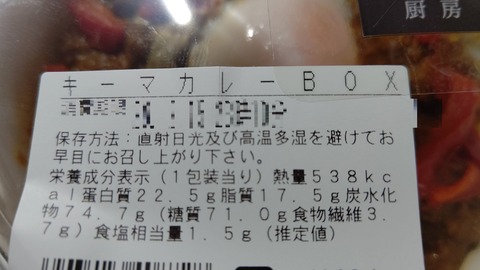 厨房
キーマカレーBOX
保存方法：直射日光及び高温多湿を避けてお
早目にお召し上がり下さい。
栄養成分表示（1包装当り）熱量538kc
al蛋白質22.5g脂質17.5g炭水化
物74.7g（糖質71.0g食物繊維3.
7g）食塩相当量1.5g（推定値）